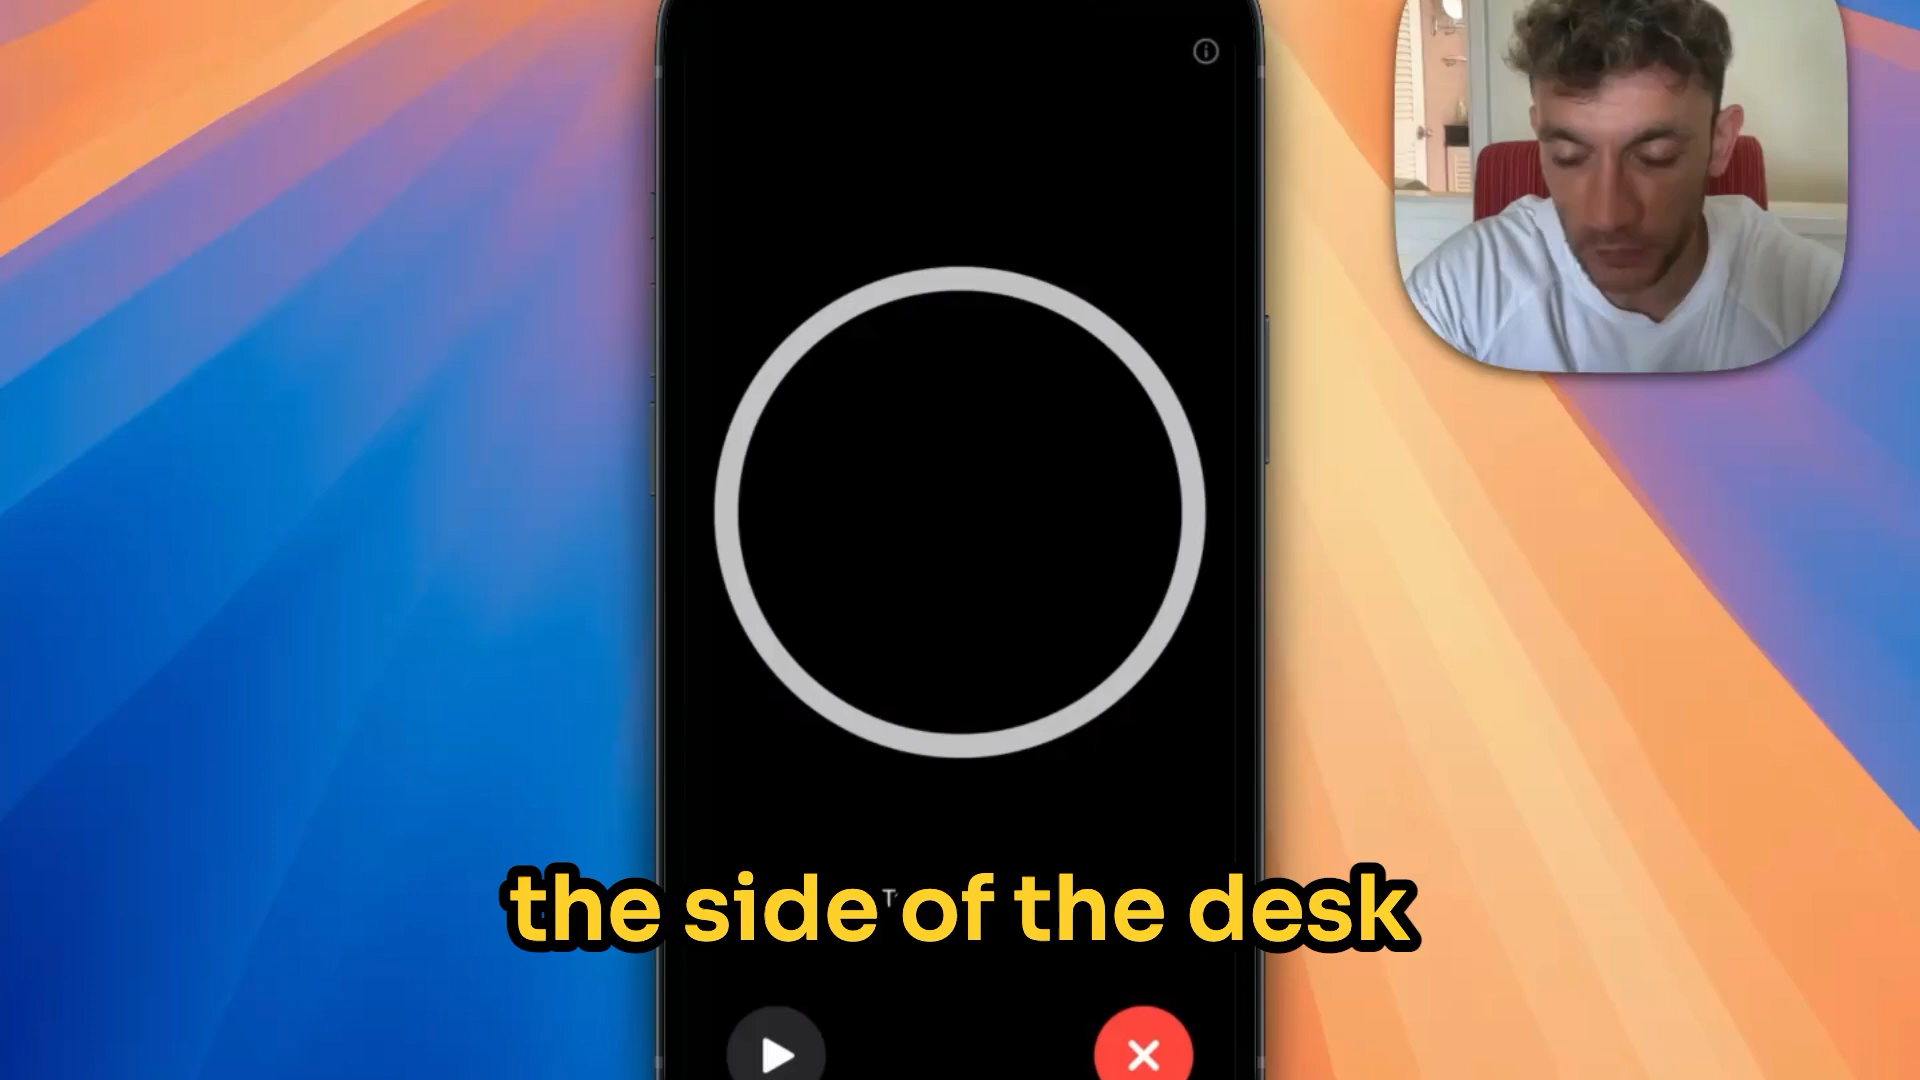 the side of the desk